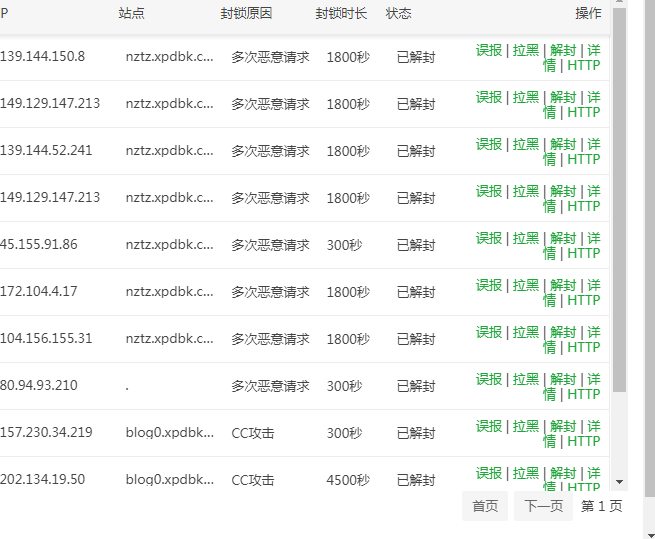 P 站点 封锁原因 封锁时长 状态 操作
139.144.150.8 nztz.xpdbk.c... 多次恶意请求 1800秒 已解封 误报 | 拉黑 | 解封 | 详
情 | HTTP
149.129.147.213 nztz.xpdbk.c... 多次恶意请求 1800秒 已解封 误报 | 拉黑 | 解封 | 详
情 | HTTP
139.144.52.241 nztz.xpdbk.c... 多次恶意请求 1800秒 已解封 误报 | 拉黑 | 解封 | 详
情 | HTTP
149.129.147.213 nztz.xpdbk.c... 多次恶意请求 1800秒 已解封 误报 | 拉黑 | 解封 | 详
情 | HTTP
45.155.91.86 nztz.xpdbk.c... 多次恶意请求 300秒 已解封 误报 | 拉黑 | 解封 | 详
情 | HTTP
172.104.4.17 nztz.xpdbk.c... 多次恶意请求 1800秒 已解封 误报 | 拉黑 | 解封 | 详
情 | HTTP
104.156.155.31 nztz.xpdbk.c... 多次恶意请求 1800秒 已解封 误报 | 拉黑 | 解封 | 详
情 | HTTP
80.94.93.210 . 多次恶意请求 300秒 已解封 误报 | 拉黑 | 解封 | 详
情 | HTTP
157.230.34.219 blog0.xpdbk... CC攻击 300秒 已解封 误报 | 拉黑 | 解封 | 详
情 | HTTP
202.134.19.50 blog0.xpdbk... CC攻击 4500秒 已解封 误报 | 拉黑 | 解封 | 详
情 | HTTP
首页 下一页 第 1 页